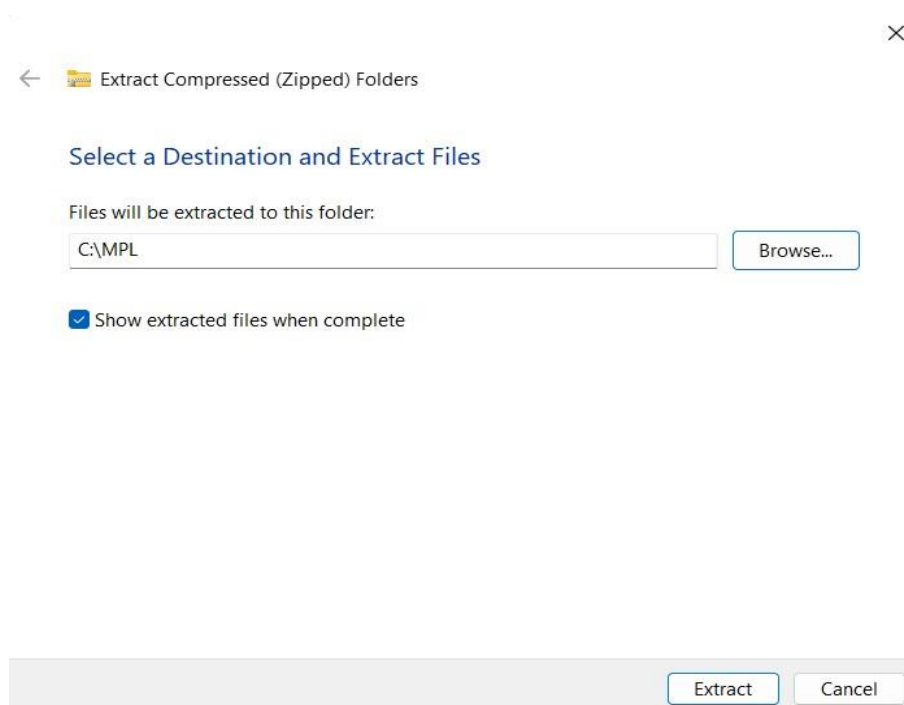 Extract Compressed (Zipped) Folders
Select a Destination and Extract Files
Files will be extracted to this folder:
C:\MPL
Browse...
Show extracted files when complete
Extract
Cancel